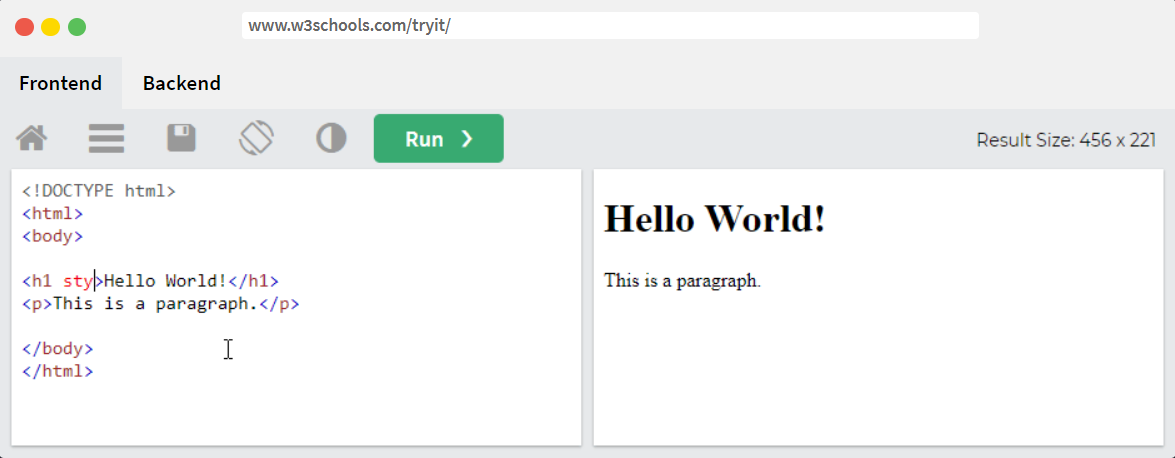 www.w3schools.com/tryit/
Frontend Backend
Run
Result Size: 456 x 221
<!DOCTYPE html>
<html>
<body>
<h1 sty>Hello World!</h1>
<p>This is a paragraph.</p>
</body>
</html>
Hello World!
This is a paragraph.